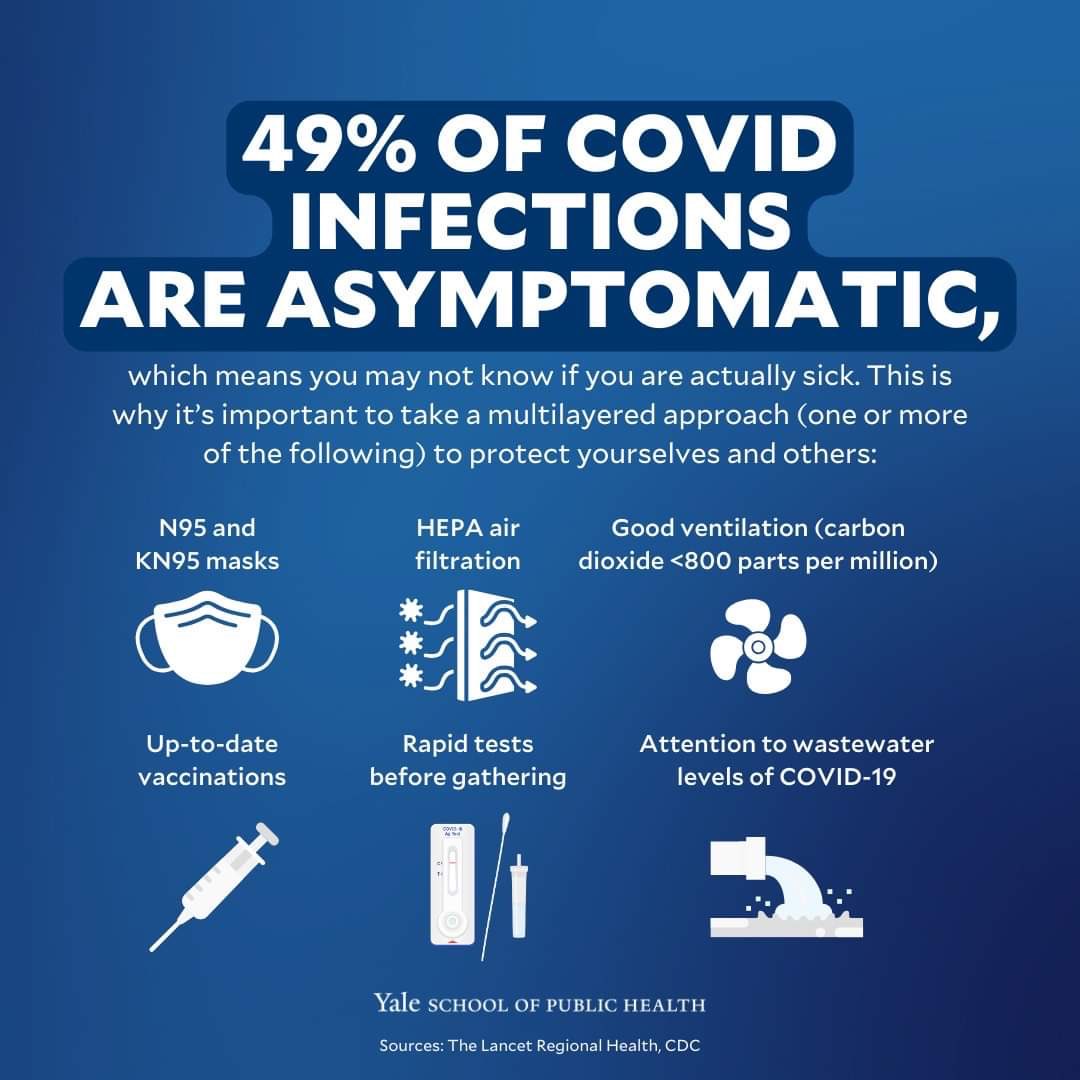 49% OF COVID
INFECTIONS
ARE ASYMPTOMATIC,
which means you may not know if you are actually sick. This is
why it’s important to take a multilayered approach (one or more
of the following) to protect yourselves and others:
N95 and
KN95 masks
HEPA air
filtration
Good ventilation (carbon
dioxide <800 parts per million)
Up-to-date
vaccinations
Rapid tests
before gathering
Attention to wastewater
levels of COVID-19
COVID-19
Ag Test
C
T
Yale SCHOOL OF PUBLIC HEALTH
Sources: The Lancet Regional Health, CDC